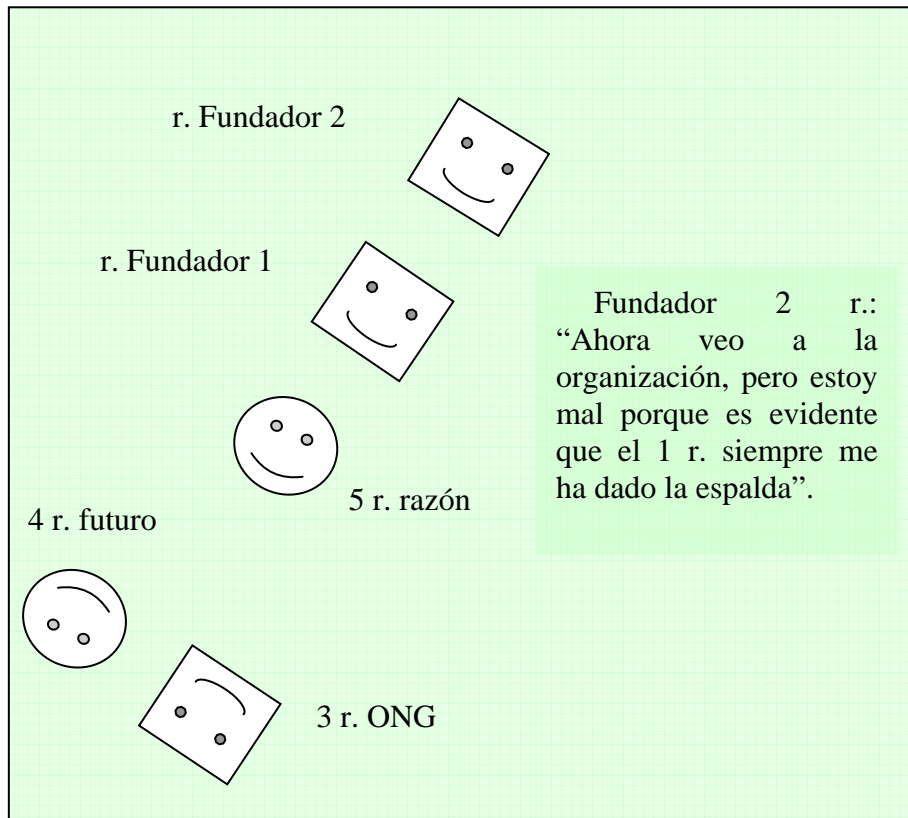 r. Fundador 2
r. Fundador 1
Fundador 2 r.:
“Ahora veo a la
organización, pero estoy
mal porque es evidente
que el 1 r. siempre me
ha dado la espalda”.
5 r. razón
4 r. futuro
3 r. ONG